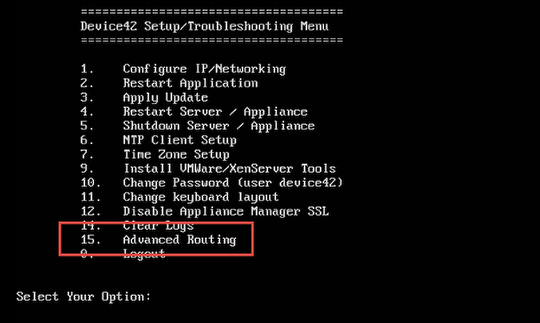 ===================================
Device42 Setup/Troubleshooting Menu
===================================
1. Configure IP/Networking
2. Restart Application
3. Apply Update
4. Restart Server / Appliance
5. Shutdown Server / Appliance
6. NTP Client Setup
7. Time Zone Setup
9. Install VMWare/XenServer Tools
10. Change Password (user device42)
11. Change keyboard layout
12. Disable Appliance Manager SSL
14. Clear Logs
15. Advanced Routing
0. Logout
Select Your Option: